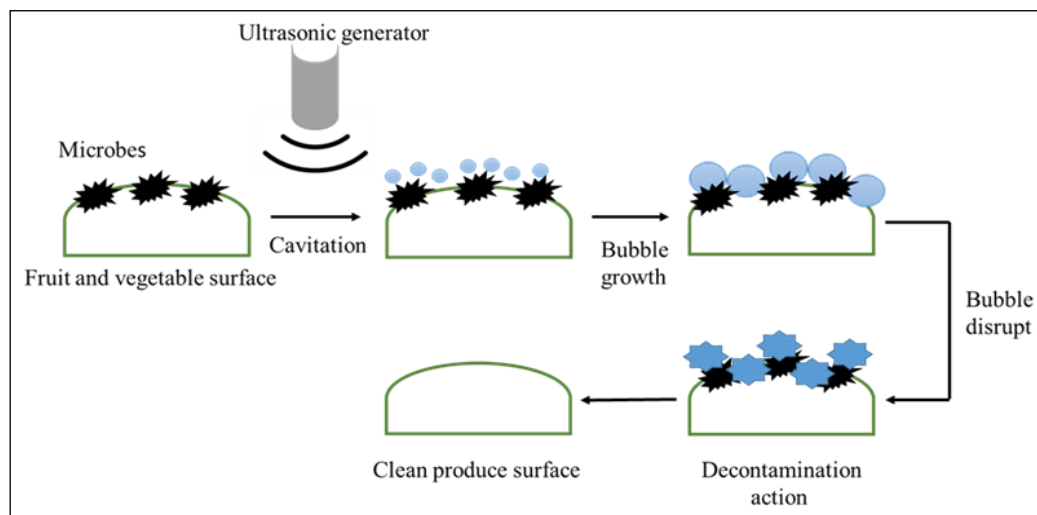 Ultrasonic generator
Microbes
Cavitation
Fruit and vegetable surface
Bubble
growth
Bubble
disrupt
Decontamination
action
Clean produce surface